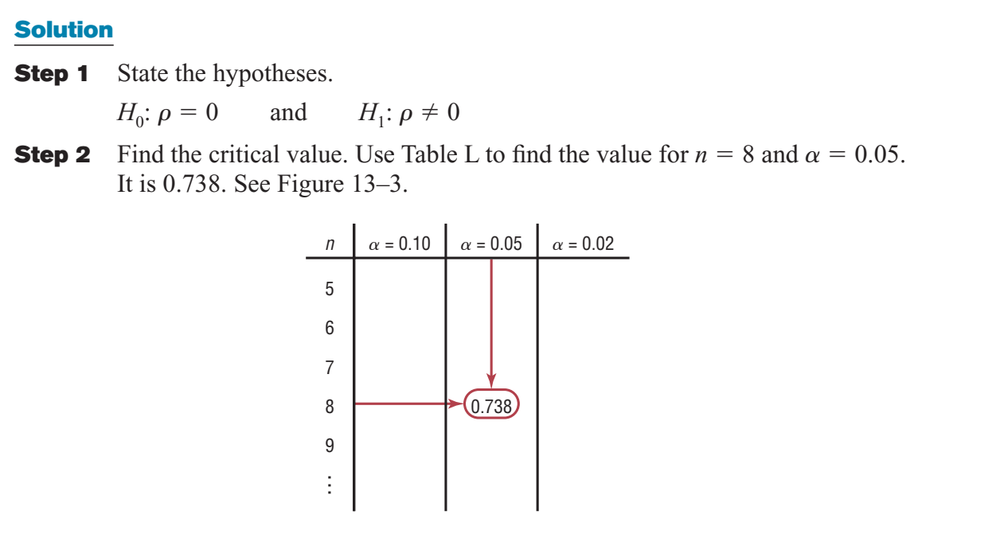 Solution
Step 1 State the hypotheses.
H₀: ρ = 0 and H₁: ρ ≠ 0
Step 2 Find the critical value. Use Table L to find the value for n = 8 and α = 0.05.
It is 0.738. See Figure 13–3.
n α = 0.10 α = 0.05 α = 0.02
5
6
7
8 0.738
9
⋮